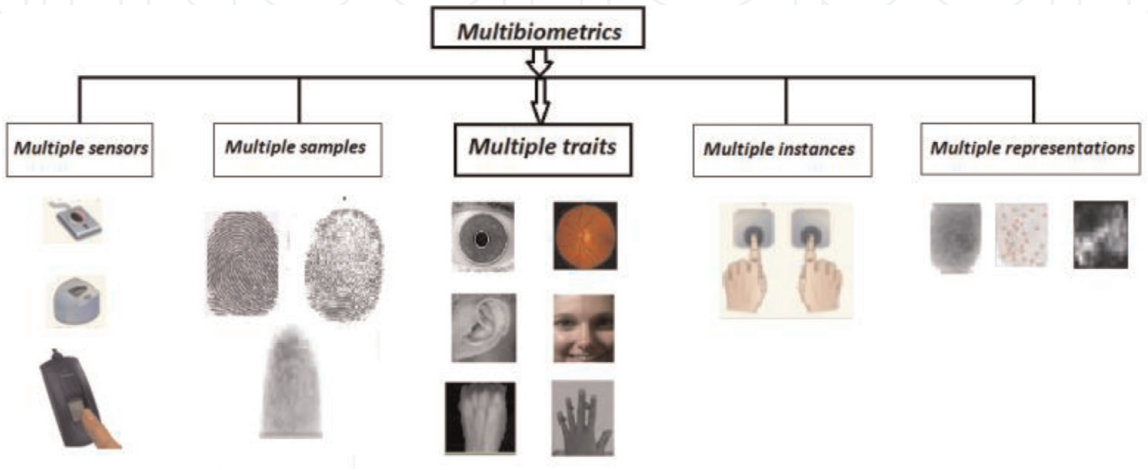 Multibiometrics
Multiple sensors
Multiple samples
Multiple traits
Multiple instances
Multiple representations